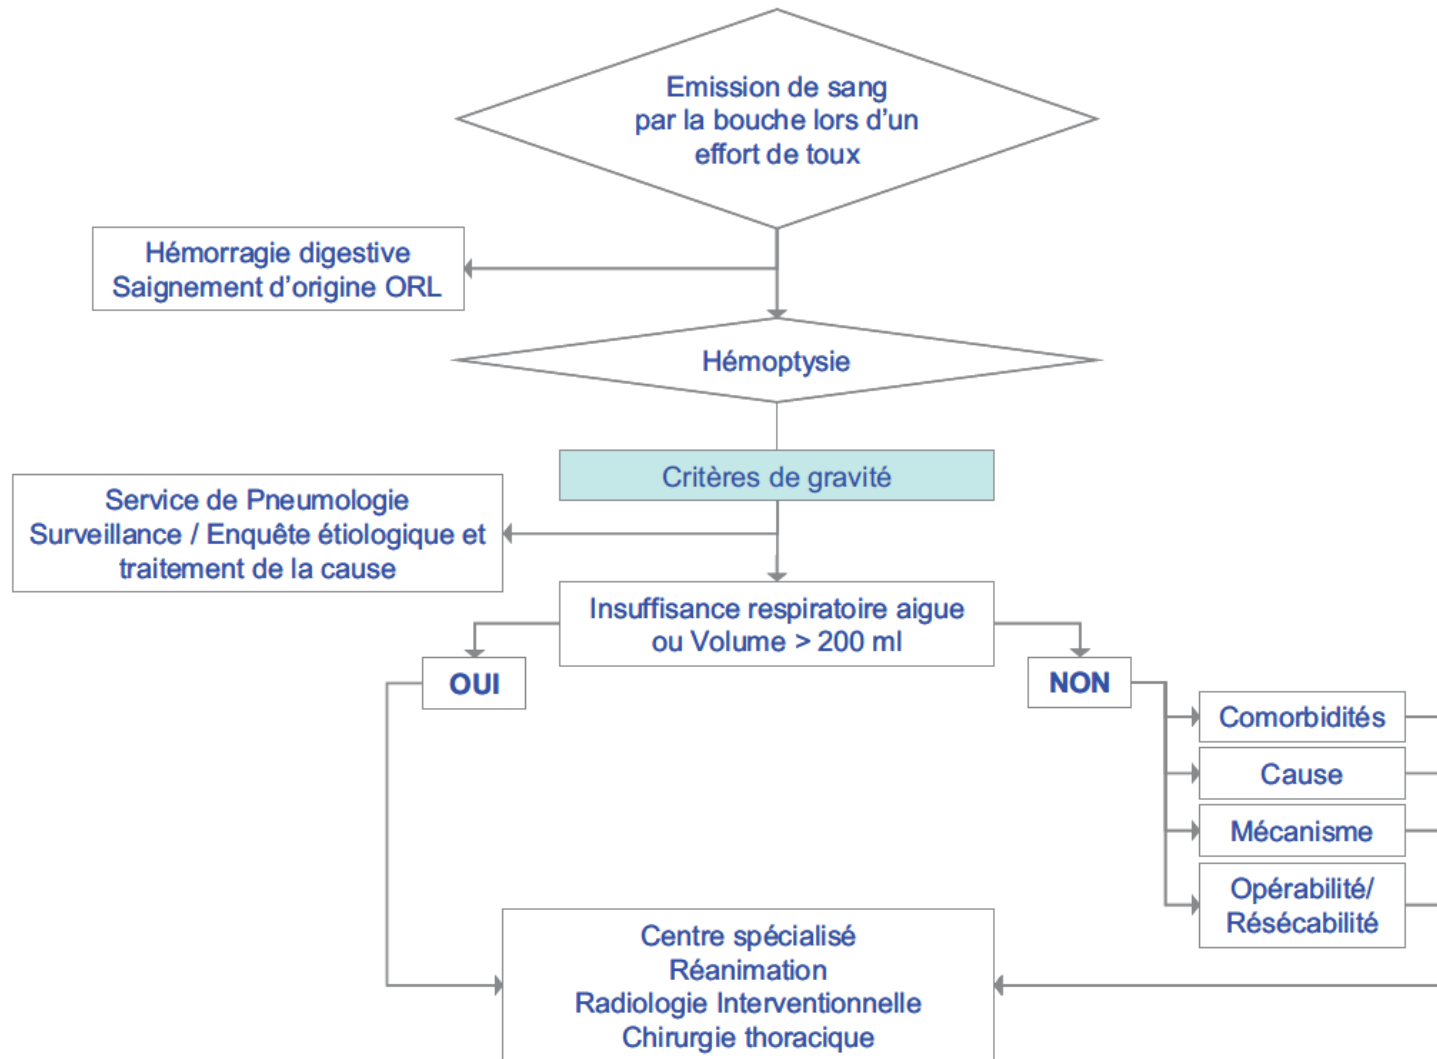 Emission de sang
par la bouche lors d'un
effort de toux
Hémorragie digestive
Saignement d'origine ORL
Hémoptysie
Critères de gravité
Service de Pneumologie
Surveillance / Enquête étiologique et
traitement de la cause
Insuffisance respiratoire aigue
ou Volume > 200 ml
OUI
NON
Comorbidités
Cause
Mécanisme
Opérabilité/
Résécabilité
Centre spécialisé
Réanimation
Radiologie Interventionnelle
Chirurgie thoracique